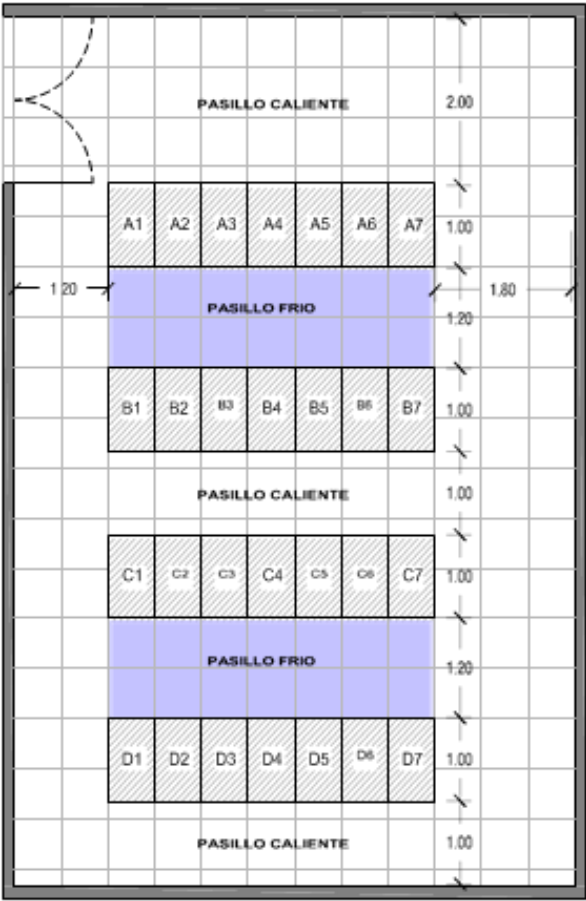 PASILLO CALIENTE
2.00
A1 A2 A3 A4 A5 A6 A7
1.00
1.20
1.80
PASILLO FRIO
1.20
B1 B2 B3 B4 B5 B6 B7
1.00
PASILLO CALIENTE
1.00
C1 C2 C3 C4 C5 C6 C7
1.00
PASILLO FRIO
1.20
D1 D2 D3 D4 D5 D6 D7
1.00
PASILLO CALIENTE
1.00